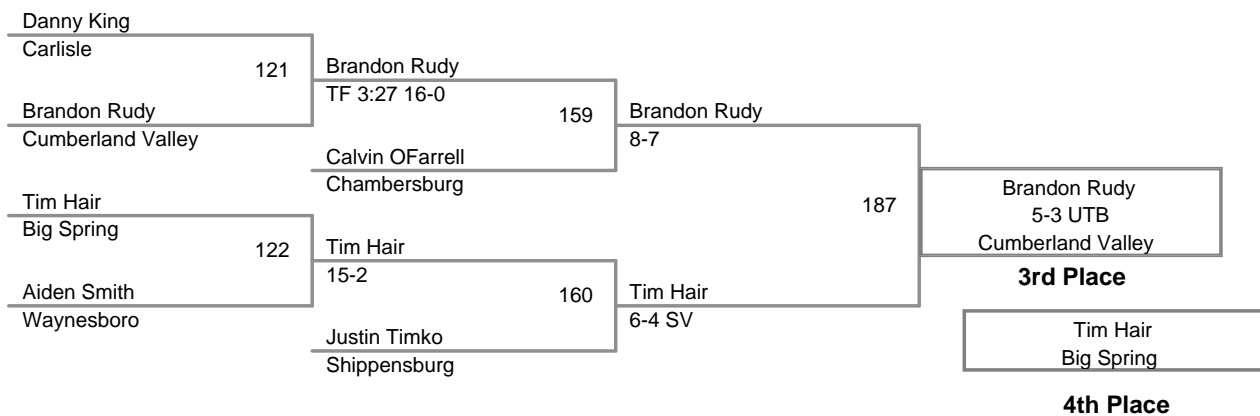 Danny King
Carlisle
121
Brandon Rudy
TF 3:27 16-0
Brandon Rudy
Cumberland Valley
159
Brandon Rudy
8-7
Calvin OFarrell
Chambersburg
187
Brandon Rudy
5-3 UTB
Cumberland Valley
3rd Place
Tim Hair
Big Spring
122
Tim Hair
15-2
Aiden Smith
Waynesboro
160
Tim Hair
6-4 SV
Justin Timko
Shippensburg
Tim Hair
Big Spring
4th Place